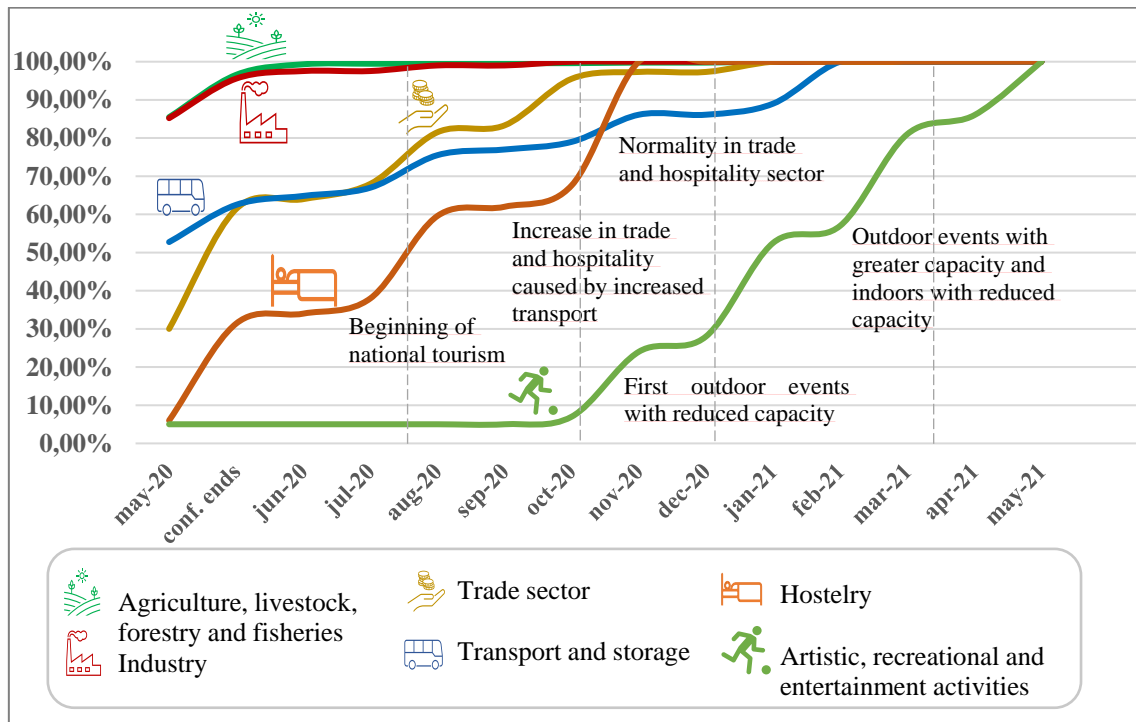 100,00%
90,00%
80,00%
70,00%
60,00%
50,00%
40,00%
30,00%
20,00%
10,00%
0,00%
Normality in trade
and hospitality sector
Increase in trade
and hospitality
caused by increased
transport
Outdoor events with
greater capacity and
indoors with reduced
capacity
Beginning of
national tourism
First outdoor events
with reduced capacity
may-20
conf. ends
jun-20
jul-20
aug-20
sep-20
oct-20
nov-20
dec-20
jan-21
feb-21
mar-21
apr-21
may-21
Agriculture, livestock,
forestry and fisheries
Industry
Trade sector
Transport and storage
Hostelry
Artistic, recreational and
entertainment activities